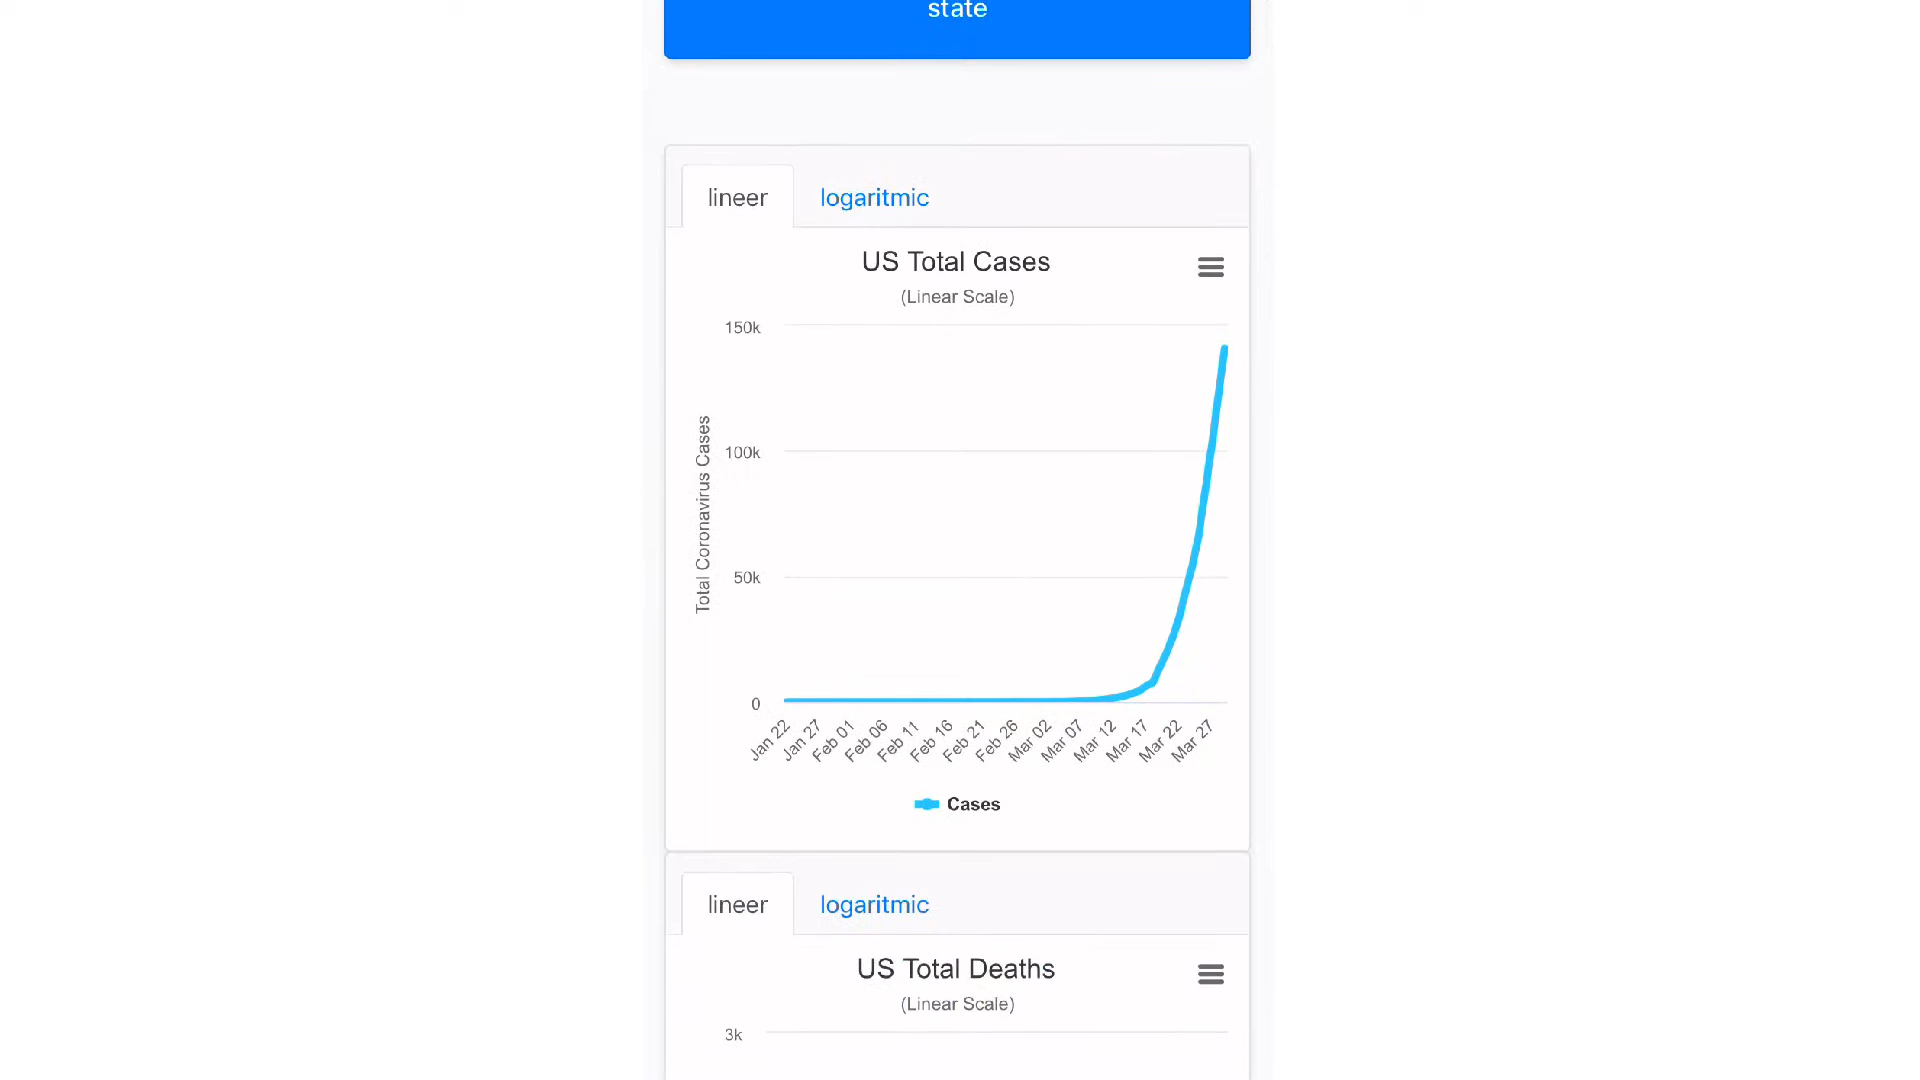 state
lineer logaritmic
US Total Cases
(Linear Scale)
150k
100k
50k
0
Total Coronavirus Cases
Jan 22 Jan 27 Feb 01 Feb 06 Feb 11 Feb 16 Feb 21 Feb 26 Mar 02 Mar 07 Mar 12 Mar 17 Mar 22 Mar 27
Cases
lineer logaritmic
US Total Deaths
(Linear Scale)
3k